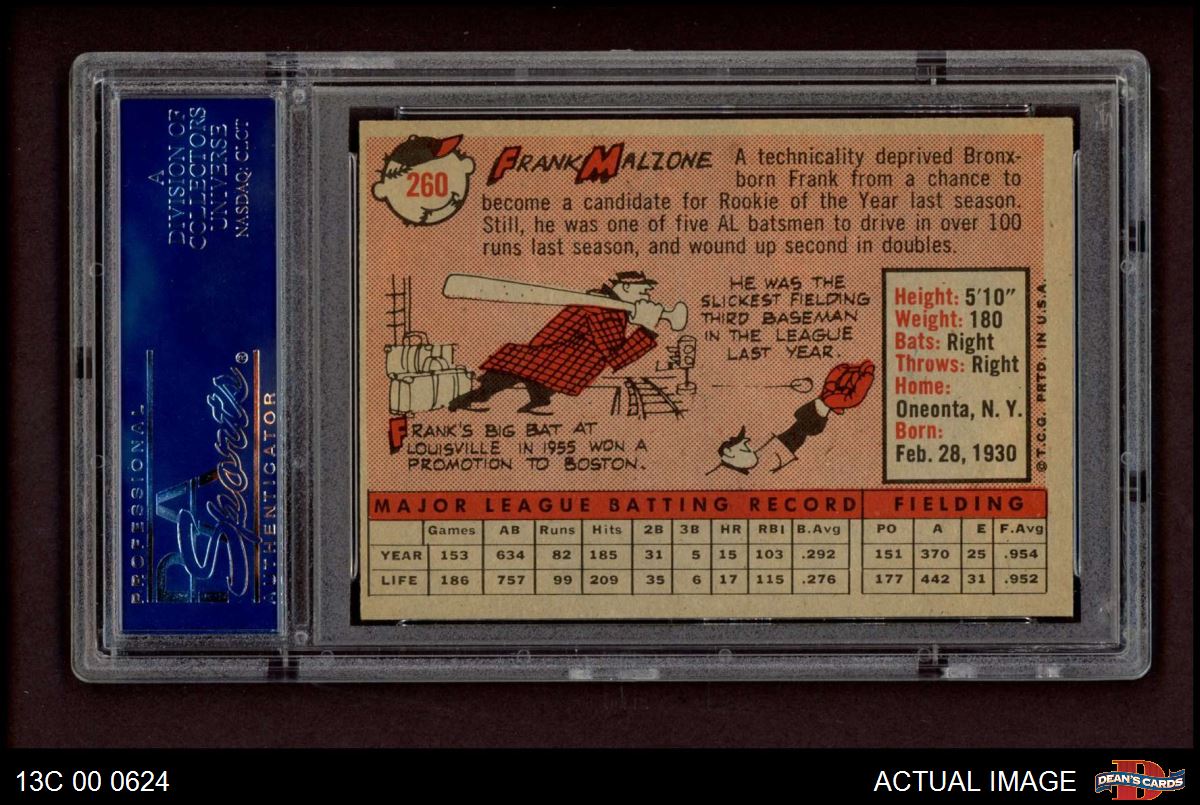 A
DIVISION OF
COLLECTORS
UNIVERSE
NASDAQ: CLCT
PROFESSIONAL
PSA
Sports®
AUTHENTICATOR
260
FRANK MALZONE
A technicality deprived Bronx-
born Frank from a chance to
become a candidate for Rookie of the Year last season.
Still, he was one of five AL batsmen to drive in over 100
runs last season, and wound up second in doubles.
FRANK'S BIG BAT AT
LOUISVILLE IN 1955 WON A
PROMOTION TO BOSTON.
HE WAS THE
SLICKEST FIELDING
THIRD BASEMAN
IN THE LEAGUE
LAST YEAR.
Height: 5'10"
Weight: 180
Bats: Right
Throws: Right
Home:
Oneonta, N. Y.
Born:
Feb. 28, 1930
© T.C.G. PRTD. IN U.S.A.
MAJOR LEAGUE BATTING RECORD FIELDING
Games AB Runs Hits 2B 3B HR RBI B.Avg PO A E F.Avg
YEAR 153 634 82 185 31 5 15 103 .292 151 370 25 .954
LIFE 186 757 99 209 35 6 17 115 .276 177 442 31 .952
13C 00 0624
ACTUAL IMAGE
DEAN'S CARDS